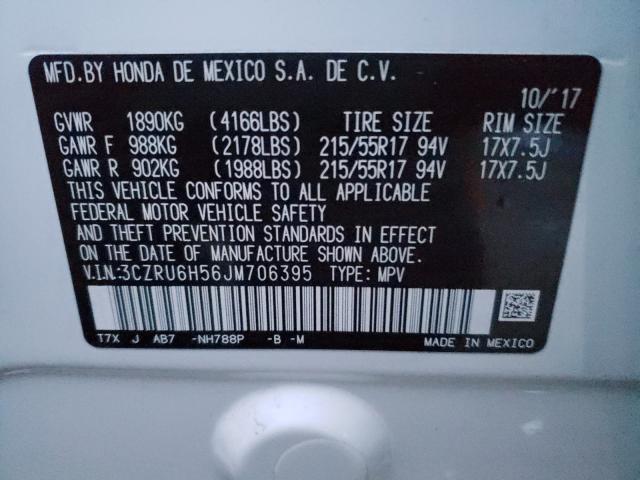 MFD.BY HONDA DE MEXICO S.A. DE C.V.
10/'17
GVWR 1890KG (4166LBS) TIRE SIZE RIM SIZE
GAWR F 988KG (2178LBS) 215/55R17 94V 17X7.5J
GAWR R 902KG (1988LBS) 215/55R17 94V 17X7.5J
THIS VEHICLE CONFORMS TO ALL APPLICABLE
FEDERAL MOTOR VEHICLE SAFETY
AND THEFT PREVENTION STANDARDS IN EFFECT
ON THE DATE OF MANUFACTURE SHOWN ABOVE.
V.I.N:3CZRU6H56JM706395 TYPE: MPV
T7X J AB7 -NH788P -B -M MADE IN MEXICO